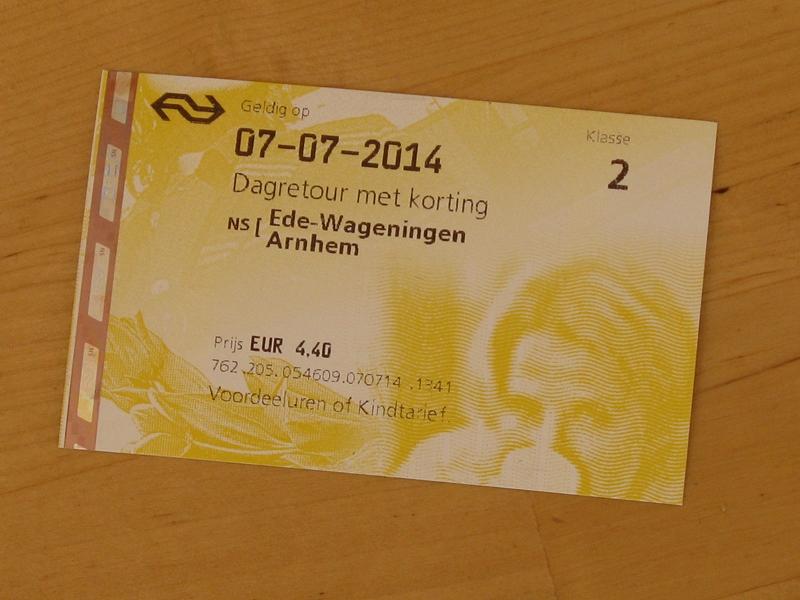 Geldig op
07-07-2014
Klasse
2
Dagretour met korting
NS [ Ede-Wageningen
Arnhem
Prijs EUR 4,40
762.205.054609.070714 .1341
Voordeeluren of Kindtarief.